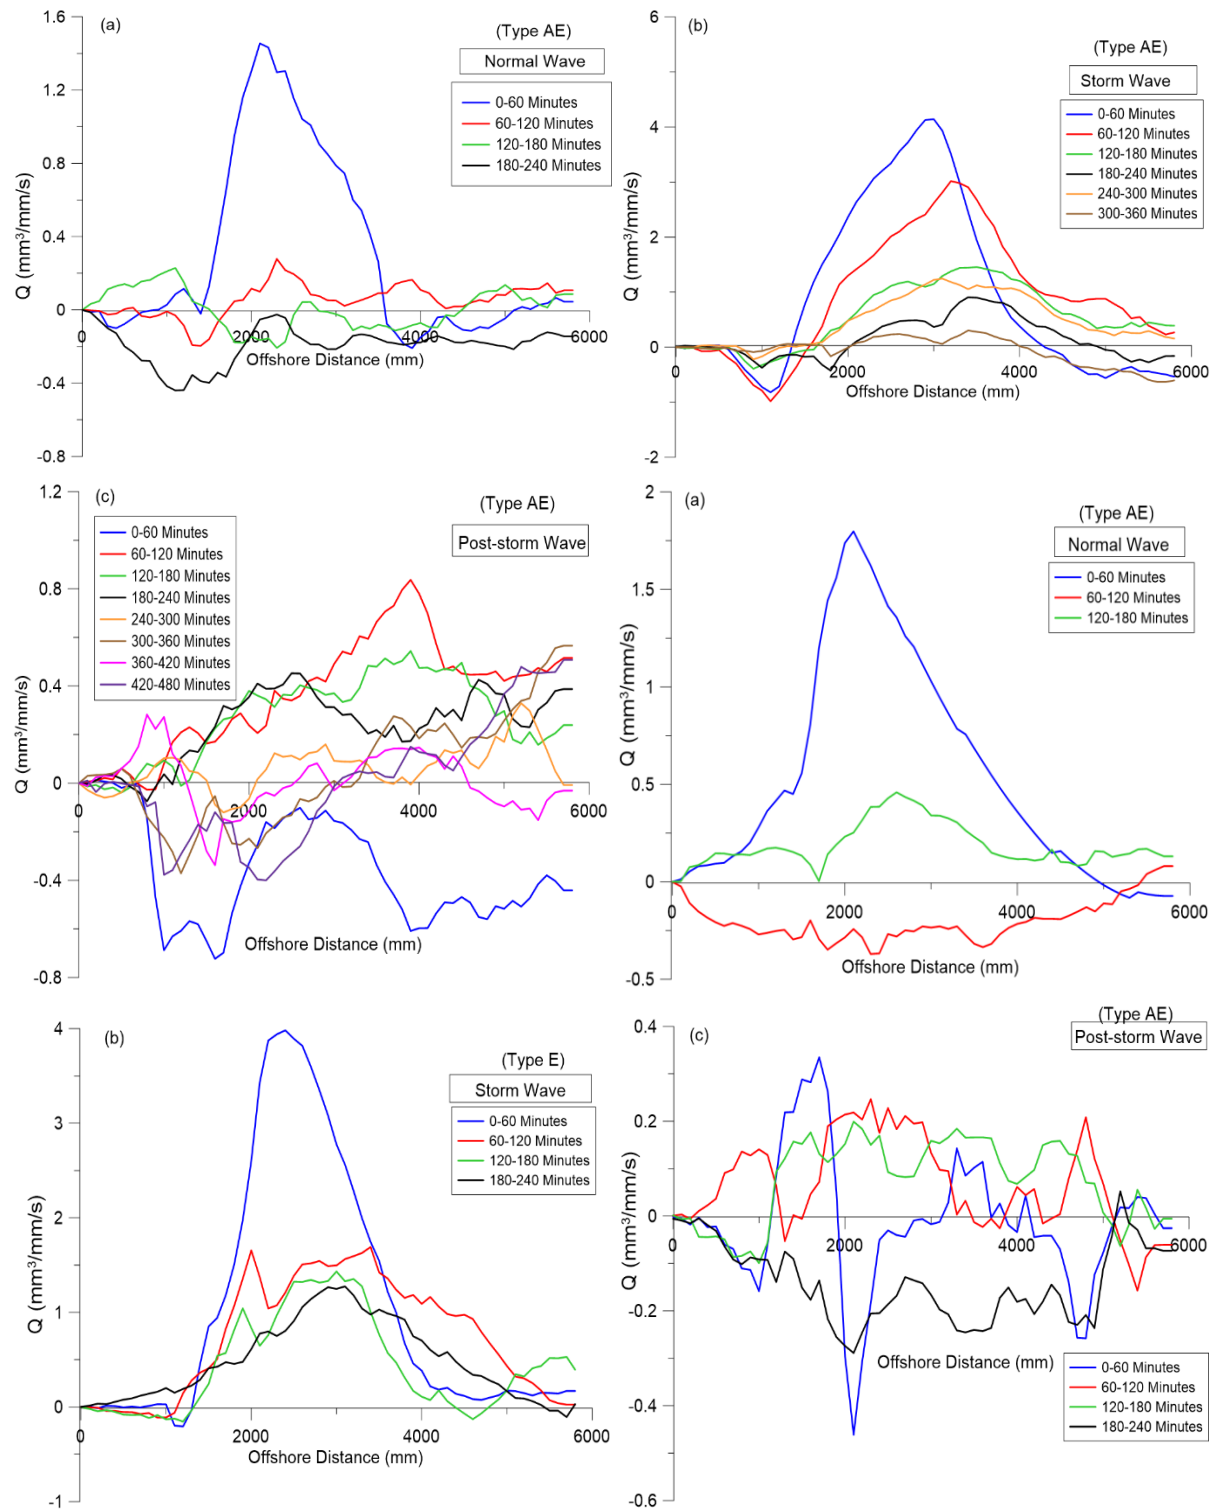 (a)
(Type AE)
Normal Wave
0-60 Minutes
60-120 Minutes
120-180 Minutes
180-240 Minutes
Q (mm³/mm/s)
1.6
1.2
0.8
0.4
0
-0.4
-0.8
2000
4000
6000
Offshore Distance (mm)
(b)
(Type AE)
Storm Wave
0-60 Minutes
60-120 Minutes
120-180 Minutes
180-240 Minutes
240-300 Minutes
300-360 Minutes
Q (mm³/mm/s)
6
4
2
0
-2
0
2000
4000
6000
Offshore Distance (mm)
(c)
(Type AE)
Post-storm Wave
0-60 Minutes
60-120 Minutes
120-180 Minutes
180-240 Minutes
240-300 Minutes
300-360 Minutes
360-420 Minutes
420-480 Minutes
Q (mm³/mm/s)
1.2
0.8
0.4
0
-0.4
-0.8
0
2000
4000
6000
Offshore Distance (mm)
(a)
(Type AE)
Normal Wave
0-60 Minutes
60-120 Minutes
120-180 Minutes
Q (mm³/mm/s)
2
1.5
1
0.5
0
-0.5
0
2000
4000
6000
Offshore Distance (mm)
(b)
(Type E)
Storm Wave
0-60 Minutes
60-120 Minutes
120-180 Minutes
180-240 Minutes
Q (mm³/mm/s)
4
3
2
1
0
-1
0
2000
4000
6000
Offshore Distance (mm)
(c)
(Type AE)
Post-storm Wave
Q (mm³/mm/s)
0.4
0.2
0
-0.2
-0.4
-0.6
0
2000
4000
6000
Offshore Distance (mm)
0-60 Minutes
60-120 Minutes
120-180 Minutes
180-240 Minutes